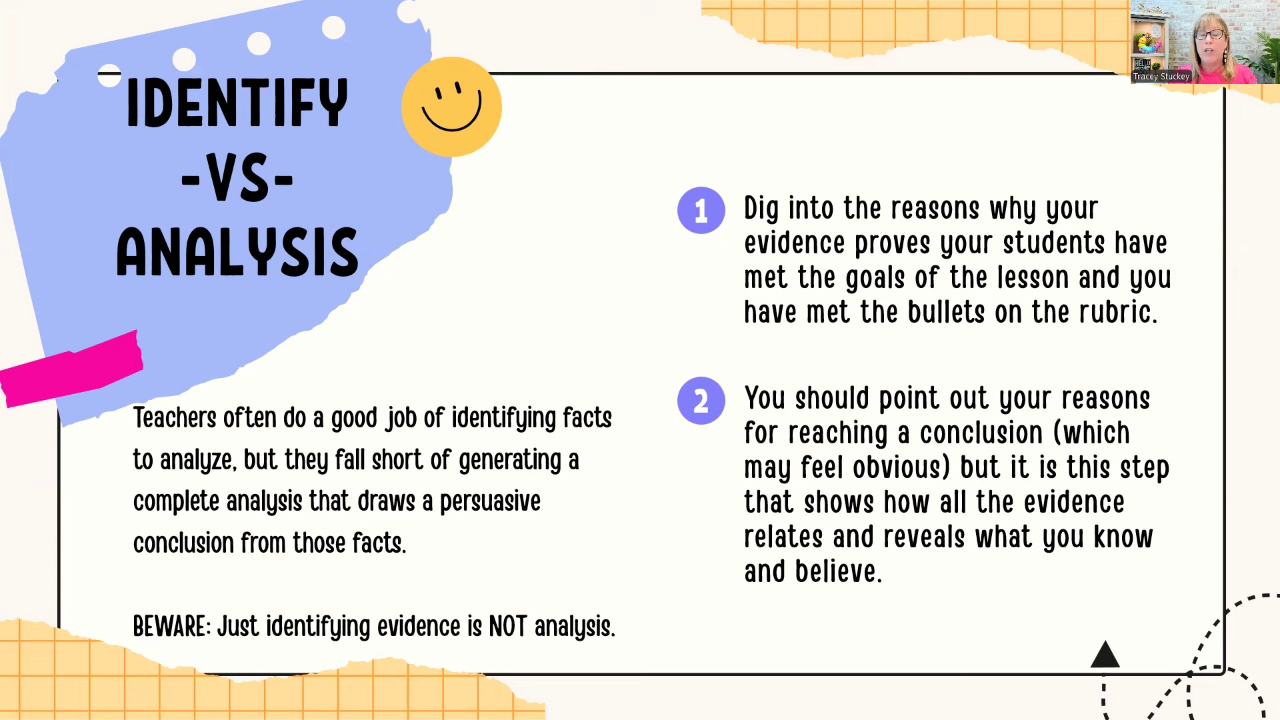 IDENTIFY
-VS-
ANALYSIS
Teachers often do a good job of identifying facts
to analyze, but they fall short of generating a
complete analysis that draws a persuasive
conclusion from those facts.
BEWARE: Just identifying evidence is NOT analysis.
1
Dig into the reasons why your
evidence proves your students have
met the goals of the lesson and you
have met the bullets on the rubric.
2
You should point out your reasons
for reaching a conclusion (which
may feel obvious) but it is this step
that shows how all the evidence
relates and reveals what you know
and believe.
HELLO
Tracey Stuckey